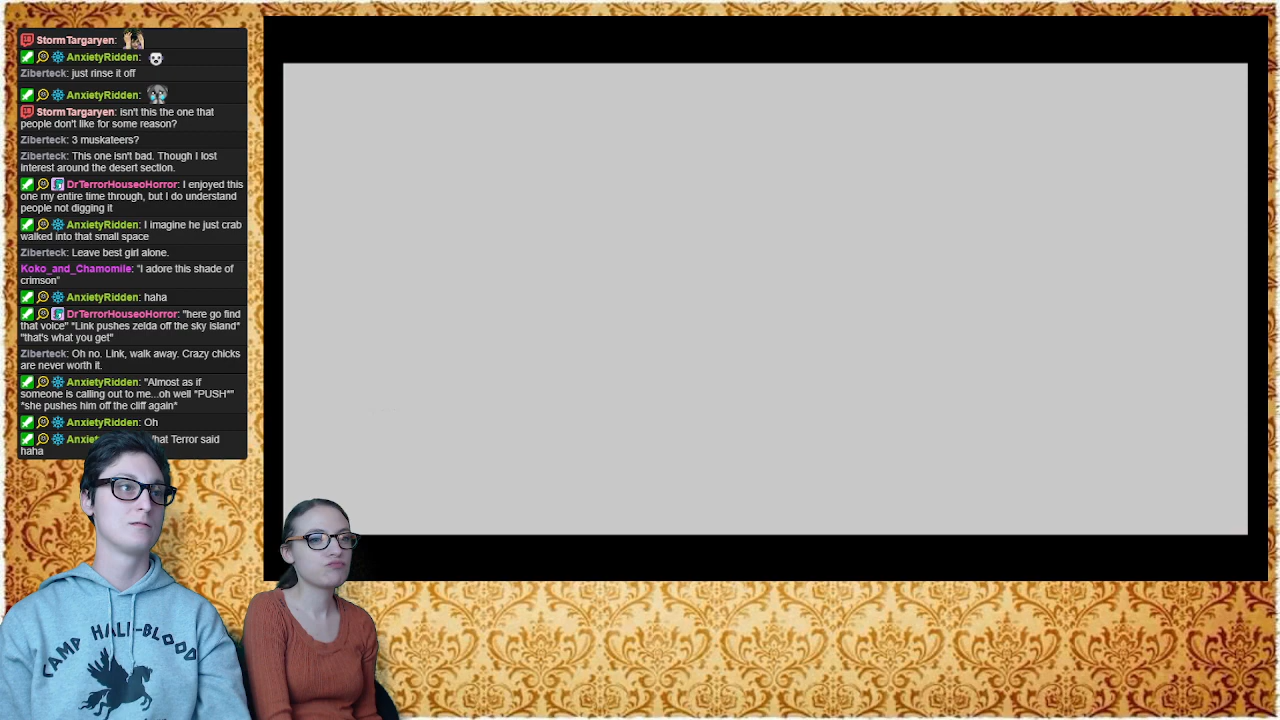 StormTargaryen:
AnxietyRidden:
Ziberteck: just rinse it off
AnxietyRidden:
StormTargaryen: isn't this the one that
people don't like for some reason?
Ziberteck: 3 muskateers?
Ziberteck: This one isn't bad. Though I lost
interest around the desert section.
DrTerrorHouseoHorror: I enjoyed this
one my entire time through, but I do understand
people not digging it
AnxietyRidden: I imagine he just crab
walked into that small space
Ziberteck: Leave best girl alone.
Koko_and_Chamomile: "I adore this shade of
crimson"
AnxietyRidden: haha
DrTerrorHouseoHorror: "here go find
that voice" *Link pushes zelda off the sky island*
"that's what you get"
Ziberteck: Oh no. Link, walk away. Crazy chicks
are never worth it.
AnxietyRidden: "Almost as if
someone is calling out to me...oh well *PUSH*"
*she pushes him off the cliff again*
AnxietyRidden: Oh
Terror said
haha
CAMP HALF-BLOOD